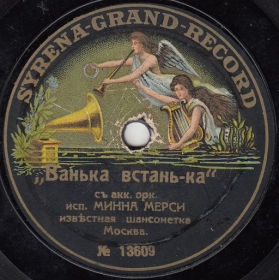 SYRENA-GRAND-RECORD
„Ванька встань-ка“
съ акк. орк.
исп. МИННА МЕРСИ
извѣстная шансонетка
Москва.
№ 13609